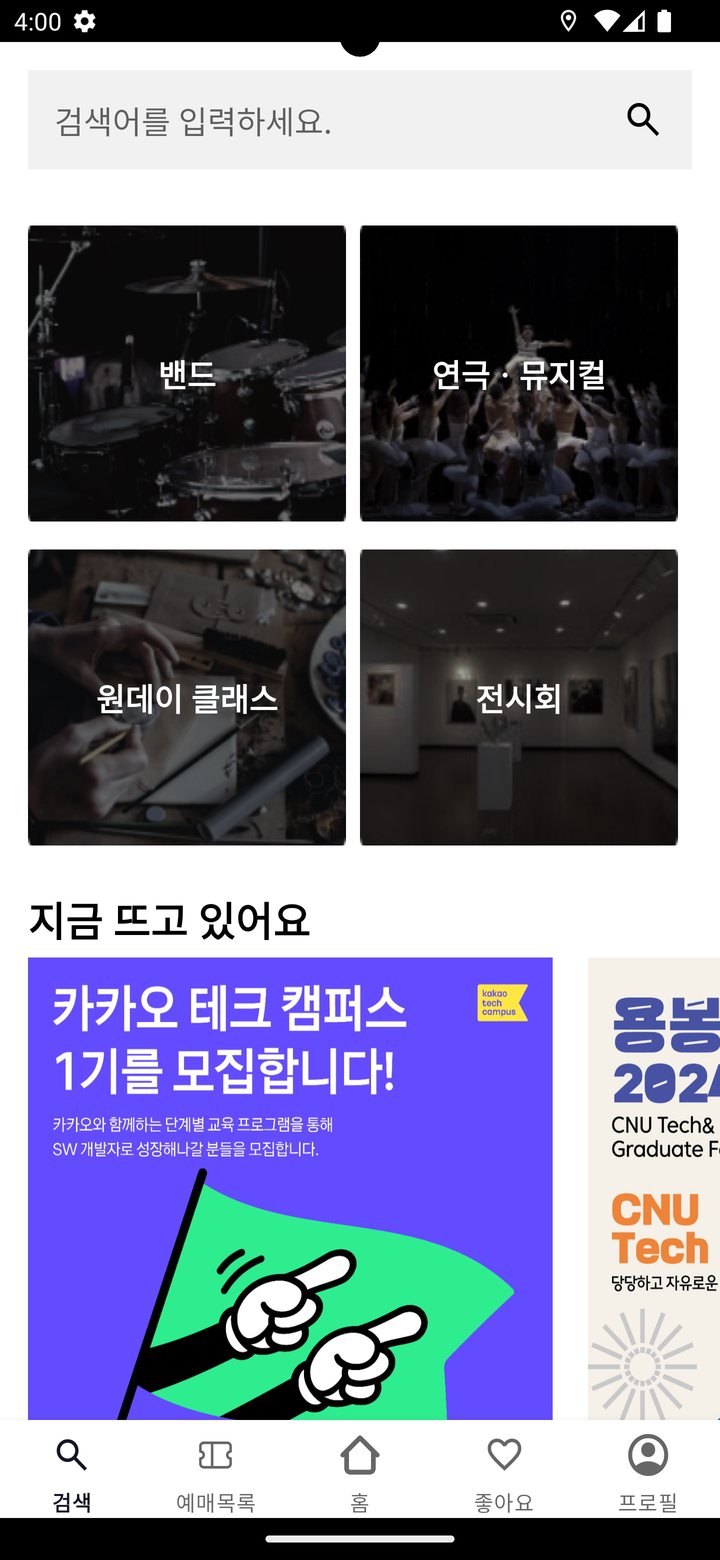 4:00
검색어를 입력하세요.
밴드
연극 · 뮤지컬
원데이 클래스
전시회
지금 뜨고 있어요
카카오 테크 캠퍼스
1기를 모집합니다!
kakao
tech
campus
카카오와 함께하는 단계별 교육 프로그램을 통해
SW 개발자로 성장해나갈 분들을 모집합니다.
용봉
2024
CNU Tech&
Graduate F
CNU
Tech
당당하고 자유로운
검색
예매목록
홈
좋아요
프로필